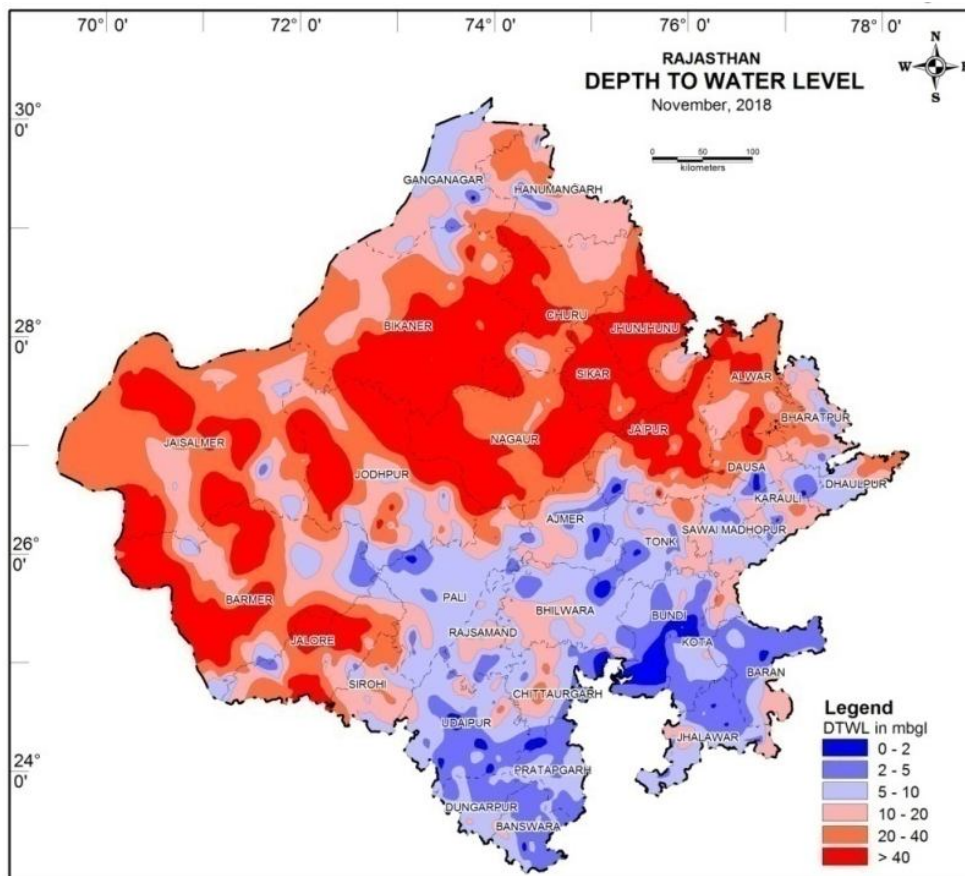 70° 0'
72° 0'
74° 0'
76° 0'
78° 0'
RAJASTHAN
DEPTH TO WATER LEVEL
November, 2018
N
W
E
S
0 50 100
kilometers
30°
0'
28°
0'
26°
0'
24°
0'
GANGANAGAR
HANUMANGARH
BIKANER
CHURU
JHUNJHUNU
SIKAR
ALWAR
JAISALMER
NAGAUR
JAIPUR
BHARATPUR
JODHPUR
DAUSA
DHAULPUR
KARAULI
AJMER
TONK
SAWAI MADHOPUR
BARMER
PALI
BHILWARA
BUNDI
JALORE
RAJSAMAND
KOTA
SIROHI
CHITTAURGARH
BARAN
UDAIPUR
JHALAWAR
PRATAPGARH
DUNGARPUR
BANSWARA
Legend
DTWL in mbgl
0 - 2
2 - 5
5 - 10
10 - 20
20 - 40
> 40